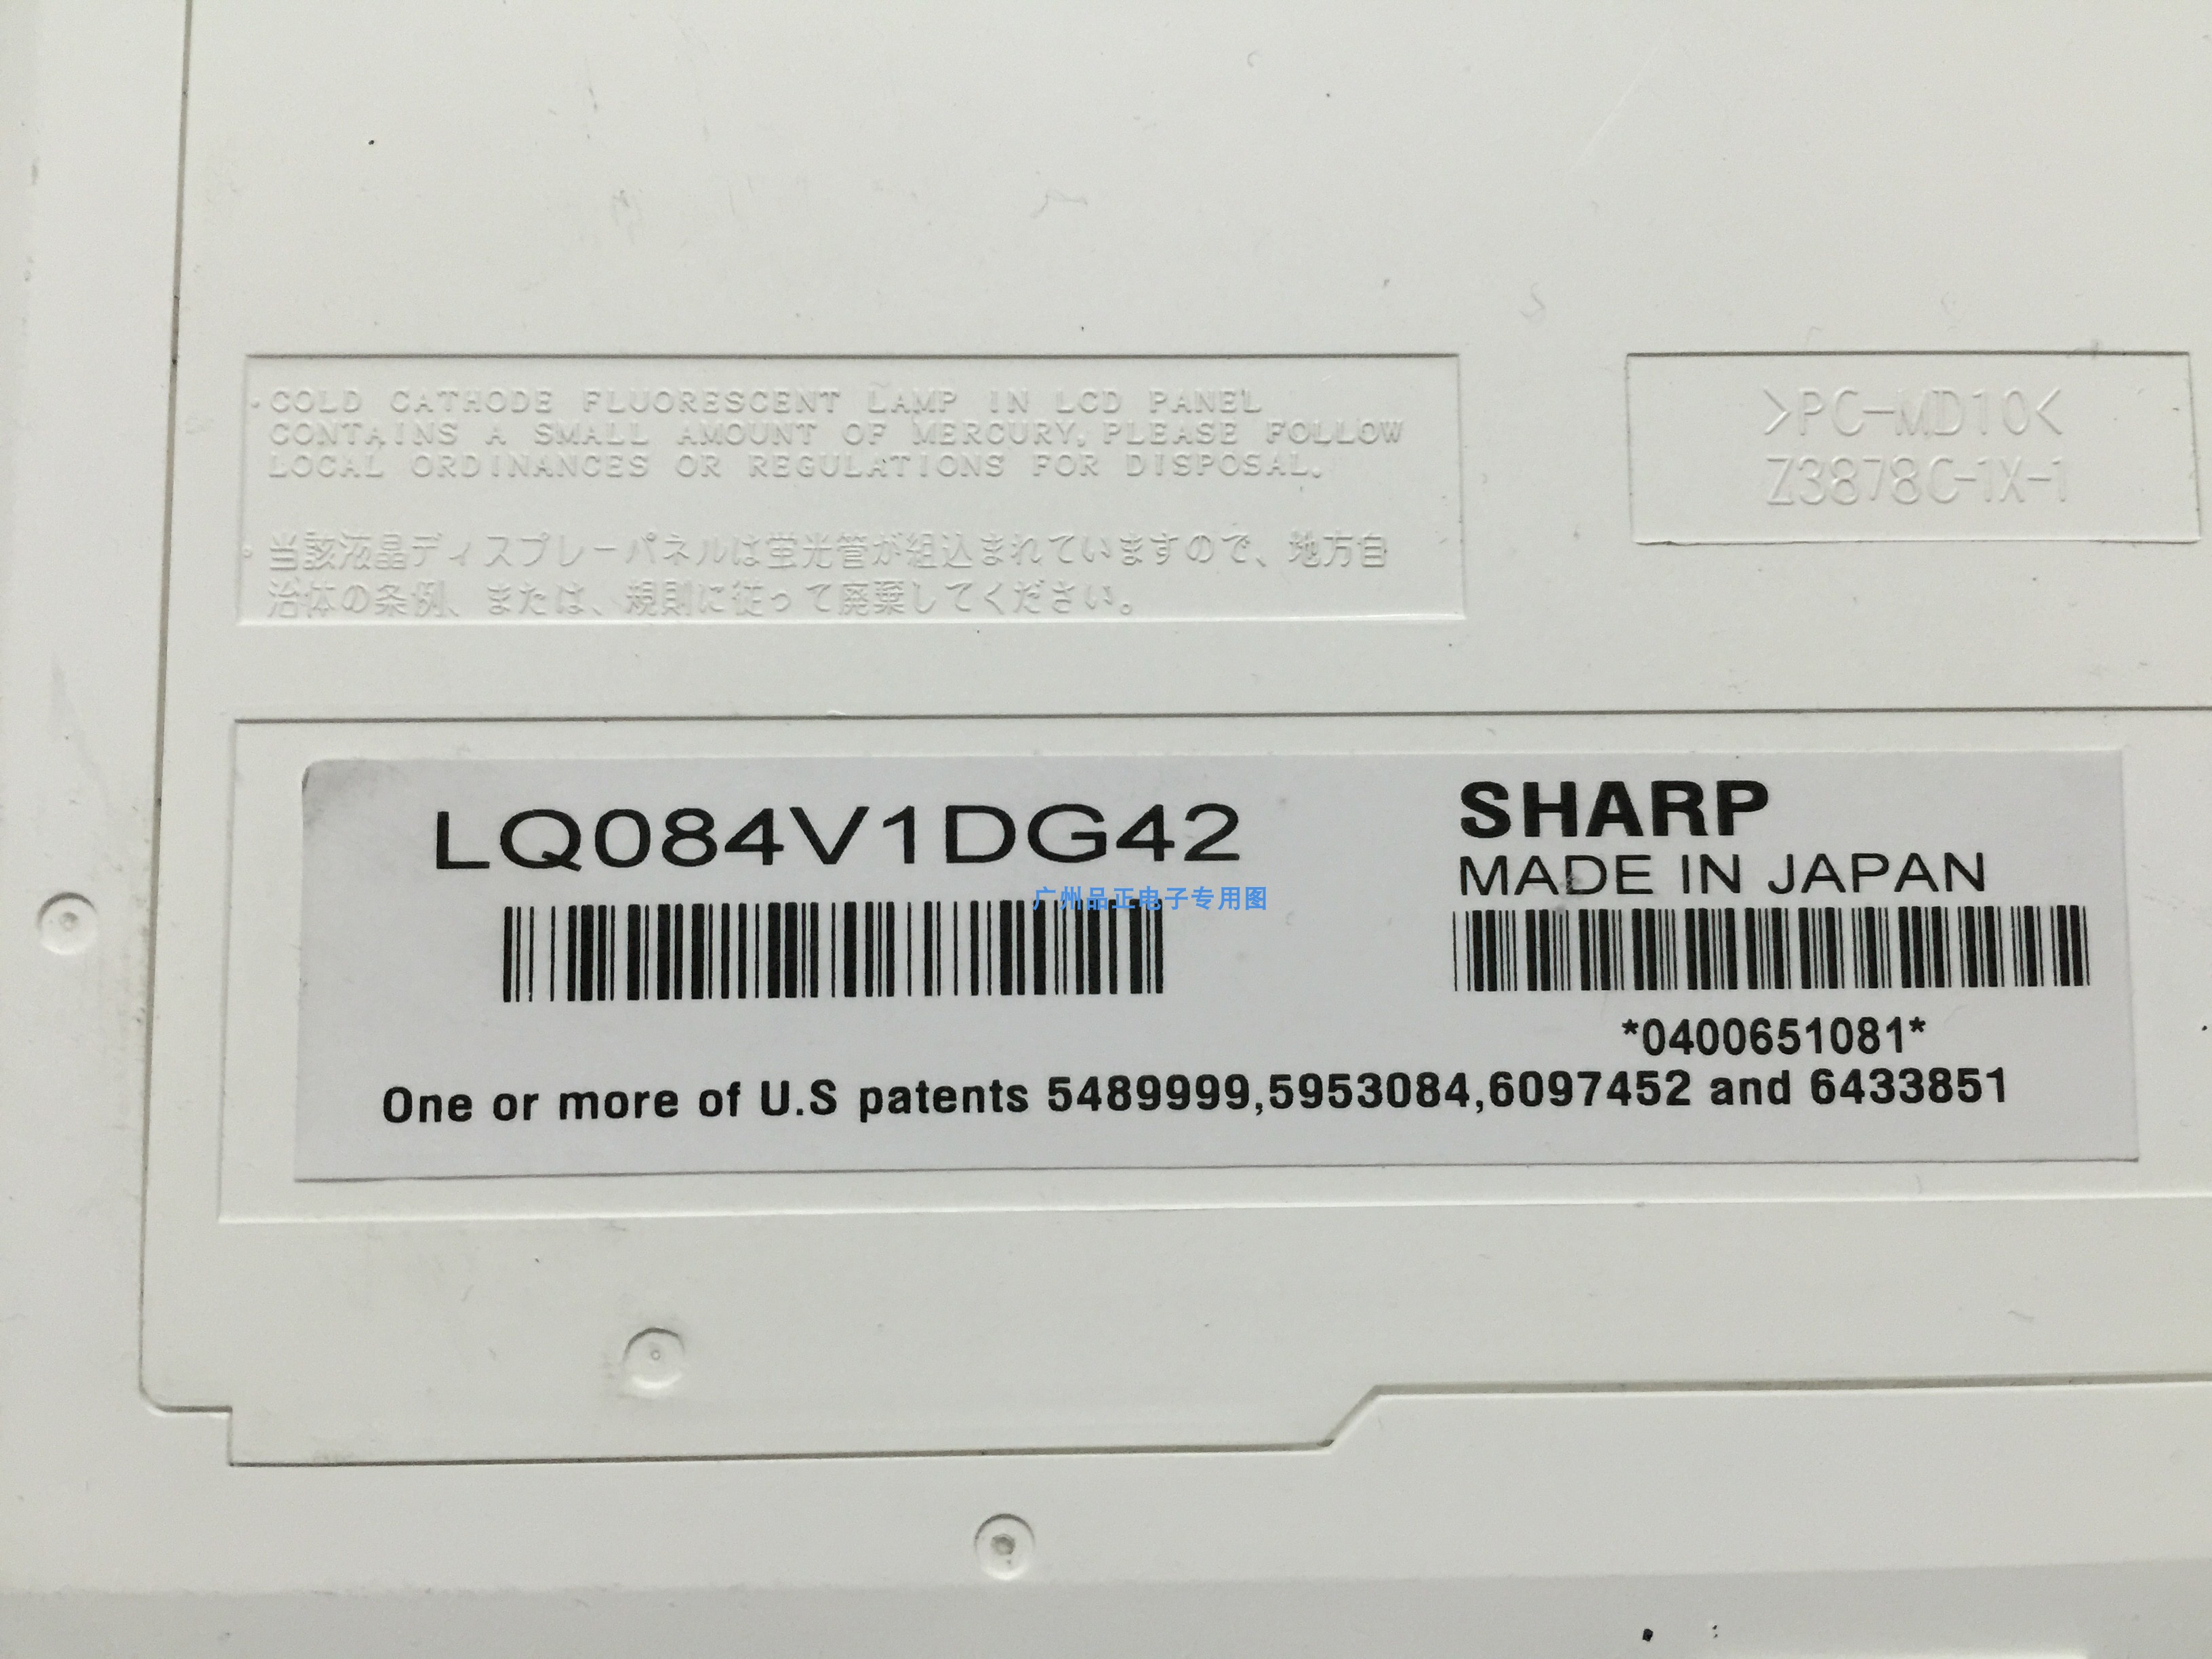 ・COLD CATHODE FLUORESCENT LAMP IN LCD PANEL
CONTAINS A SMALL AMOUNT OF MERCURY, PLEASE FOLLOW
LOCAL ORDINANCES OR REGULATIONS FOR DISPOSAL.
・当該液晶ディスプレーパネルは蛍光管が組込まれていますので、地方自
治体の条例、または、規則に従って廃棄してください。
>PC-MD10<
Z3878C-1X-1
LQ084V1DG42
SHARP
MADE IN JAPAN
广州品正电子专用图
*0400651081*
One or more of U.S patents 5489999,5953084,6097452 and 6433851